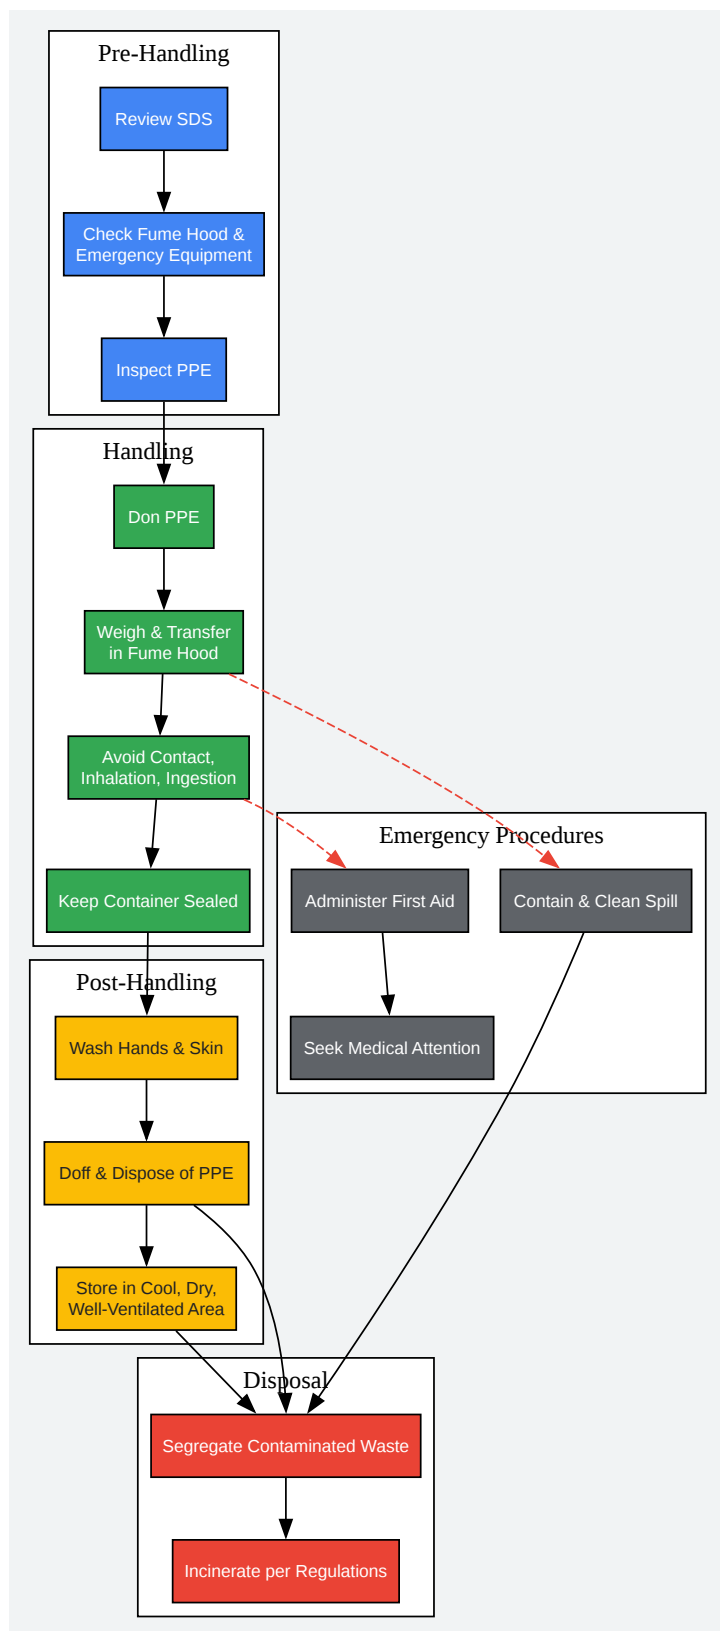 Pre-Handling
Review SDS
Check Fume Hood &
Emergency Equipment
Inspect PPE
Handling
Don PPE
Weigh & Transfer
in Fume Hood
Avoid Contact,
Inhalation, Ingestion
Keep Container Sealed
Emergency Procedures
Administer First Aid
Contain & Clean Spill
Seek Medical Attention
Post-Handling
Wash Hands & Skin
Doff & Dispose of PPE
Store in Cool, Dry,
Well-Ventilated Area
Disposal
Segregate Contaminated Waste
Incinerate per Regulations